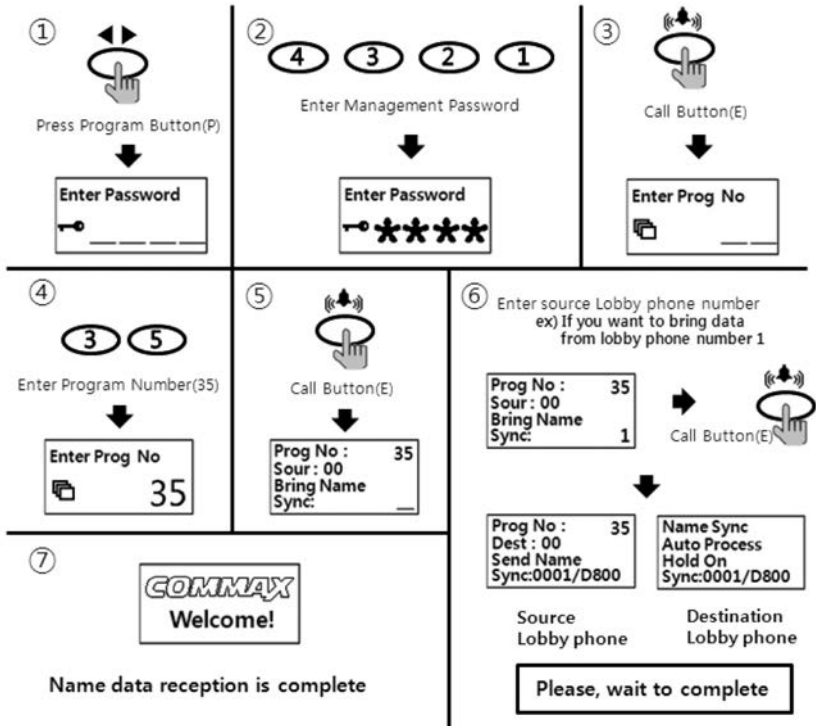 ①
Press Program Button(P)
Enter Password
_ _ _ _
②
4 3 2 1
Enter Management Password
Enter Password
****
③
Call Button(E)
Enter Prog No
_ _
④
3 5
Enter Program Number(35)
Enter Prog No
35
⑤
Call Button(E)
Prog No : 35
Sour : 00
Bring Name
Sync: _
⑥ Enter source Lobby phone number
ex) If you want to bring data
from lobby phone number 1
Prog No : 35
Sour : 00
Bring Name
Sync: 1
Call Button(E)
Prog No : 35
Dest : 00
Send Name
Sync:0001/D800
Name Sync
Auto Process
Hold On
Sync:0001/D800
Source
Lobby phone
Destination
Lobby phone
Please, wait to complete
⑦
COMMAX
Welcome!
Name data reception is complete